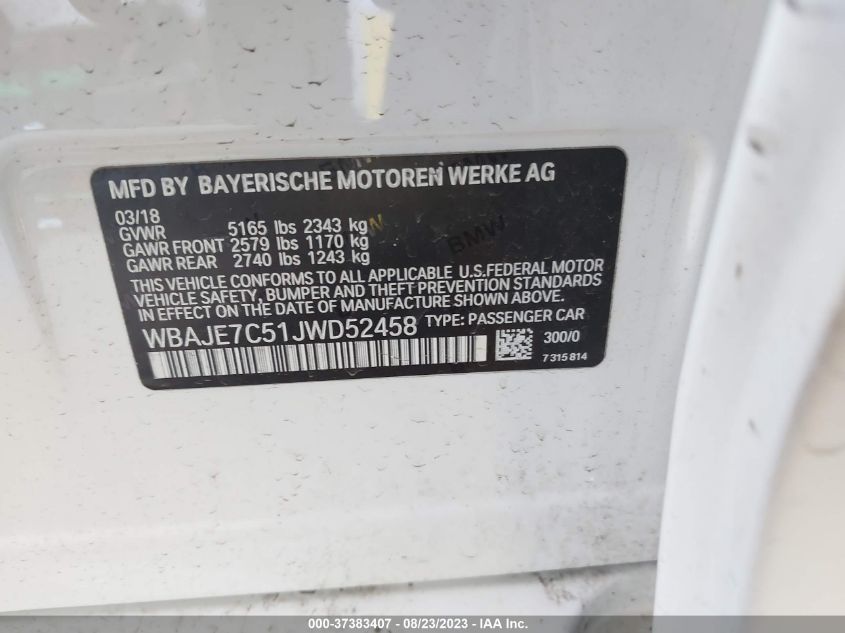 MFD BY BAYERISCHE MOTOREN WERKE AG
03/18
GVWR 5165 lbs 2343 kg
GAWR FRONT 2579 lbs 1170 kg
GAWR REAR 2740 lbs 1243 kg
THIS VEHICLE CONFORMS TO ALL APPLICABLE U.S.FEDERAL MOTOR
VEHICLE SAFETY, BUMPER AND THEFT PREVENTION STANDARDS
IN EFFECT ON THE DATE OF MANUFACTURE SHOWN ABOVE.
WBAJE7C51JWD52458 TYPE: PASSENGER CAR
300/0
7315814
BMW
000-37383407 - 08/23/2023 - IAA Inc.